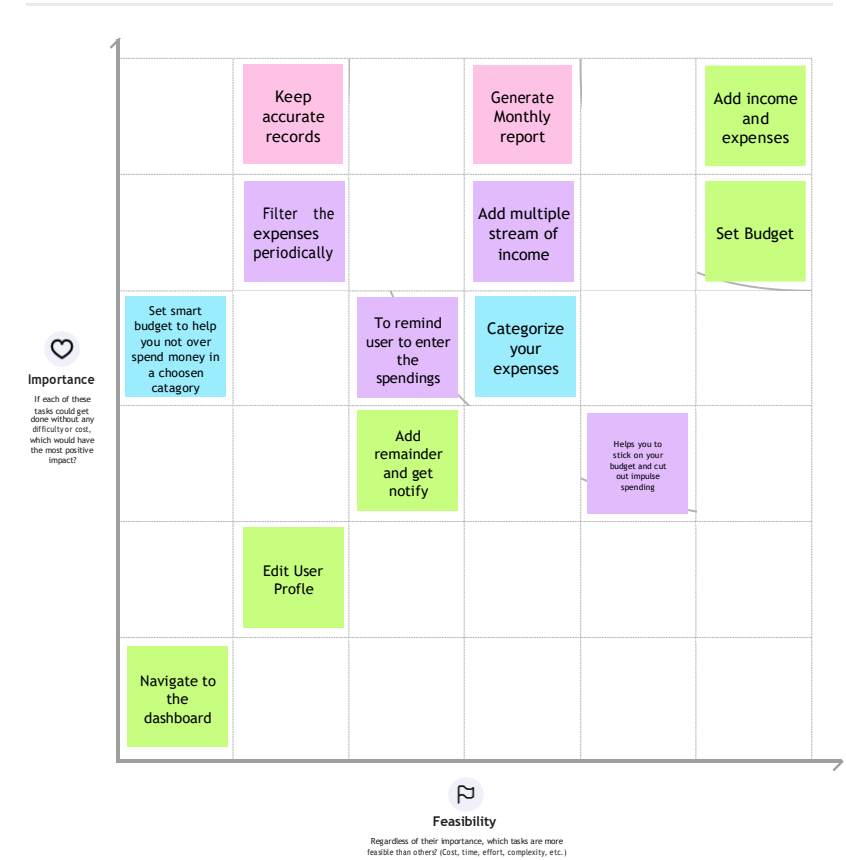 Keep
accurate
records
Generate
Monthly
report
Add income
and
expenses
Filter the
expenses
periodically
Add multiple
stream of
income
Set Budget
Set smart
budget to help
you not over
spend money in
a choosen
catagory
To remind
user to enter
the
spendings
Categorize
your
expenses
Importance
If each of these
tasks could get
done without any
difficulty or cost,
which would have
the most positive
impact?
Add
remainder
and get
notify
Helps you to
stick on your
budget and cut
out impulse
spending
Edit User
Profle
Navigate to
the
dashboard
Feasibility
Regardless of their importance, which tasks are more
feasible than others? (Cost, time, effort, complexity, etc.)